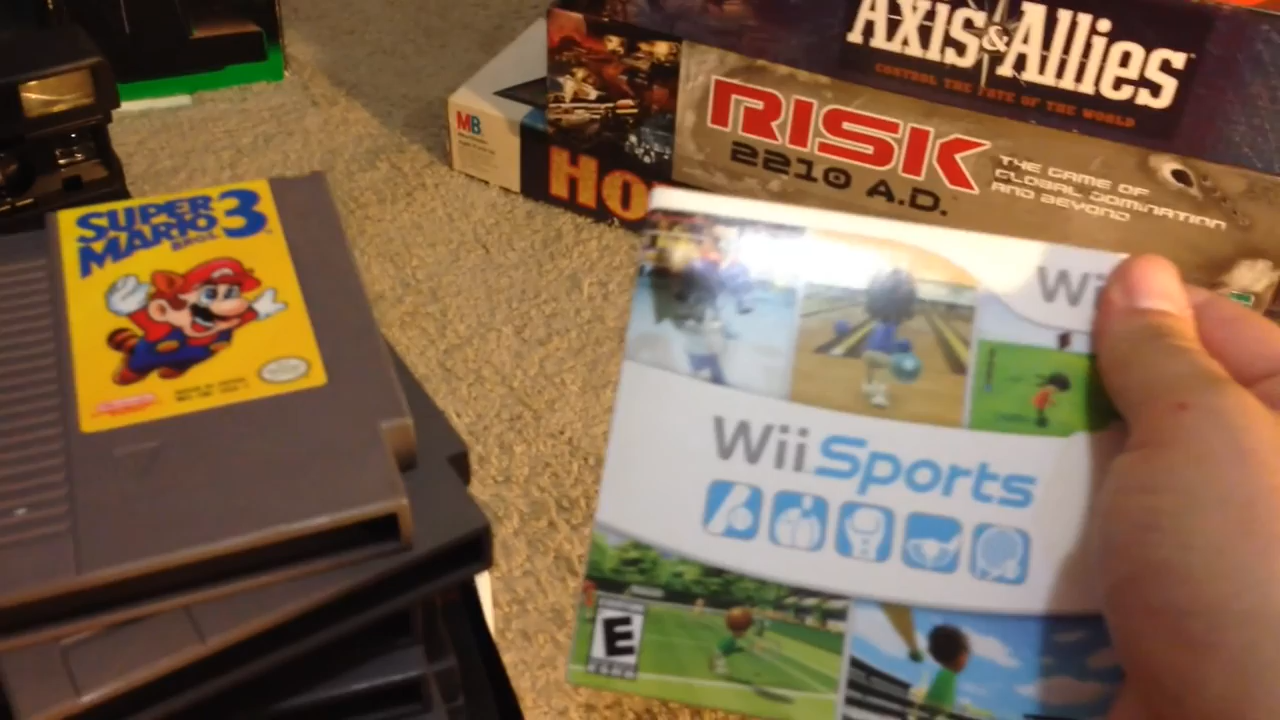 Axis & Allies
CONTROL THE FATE OF THE WORLD
RISK
2210 A.D.
THE GAME OF
GLOBAL DOMINATION
AND BEYOND
MB
Ho
SUPER
MARIO
BROS. 3
Wii
Wii Sports
E